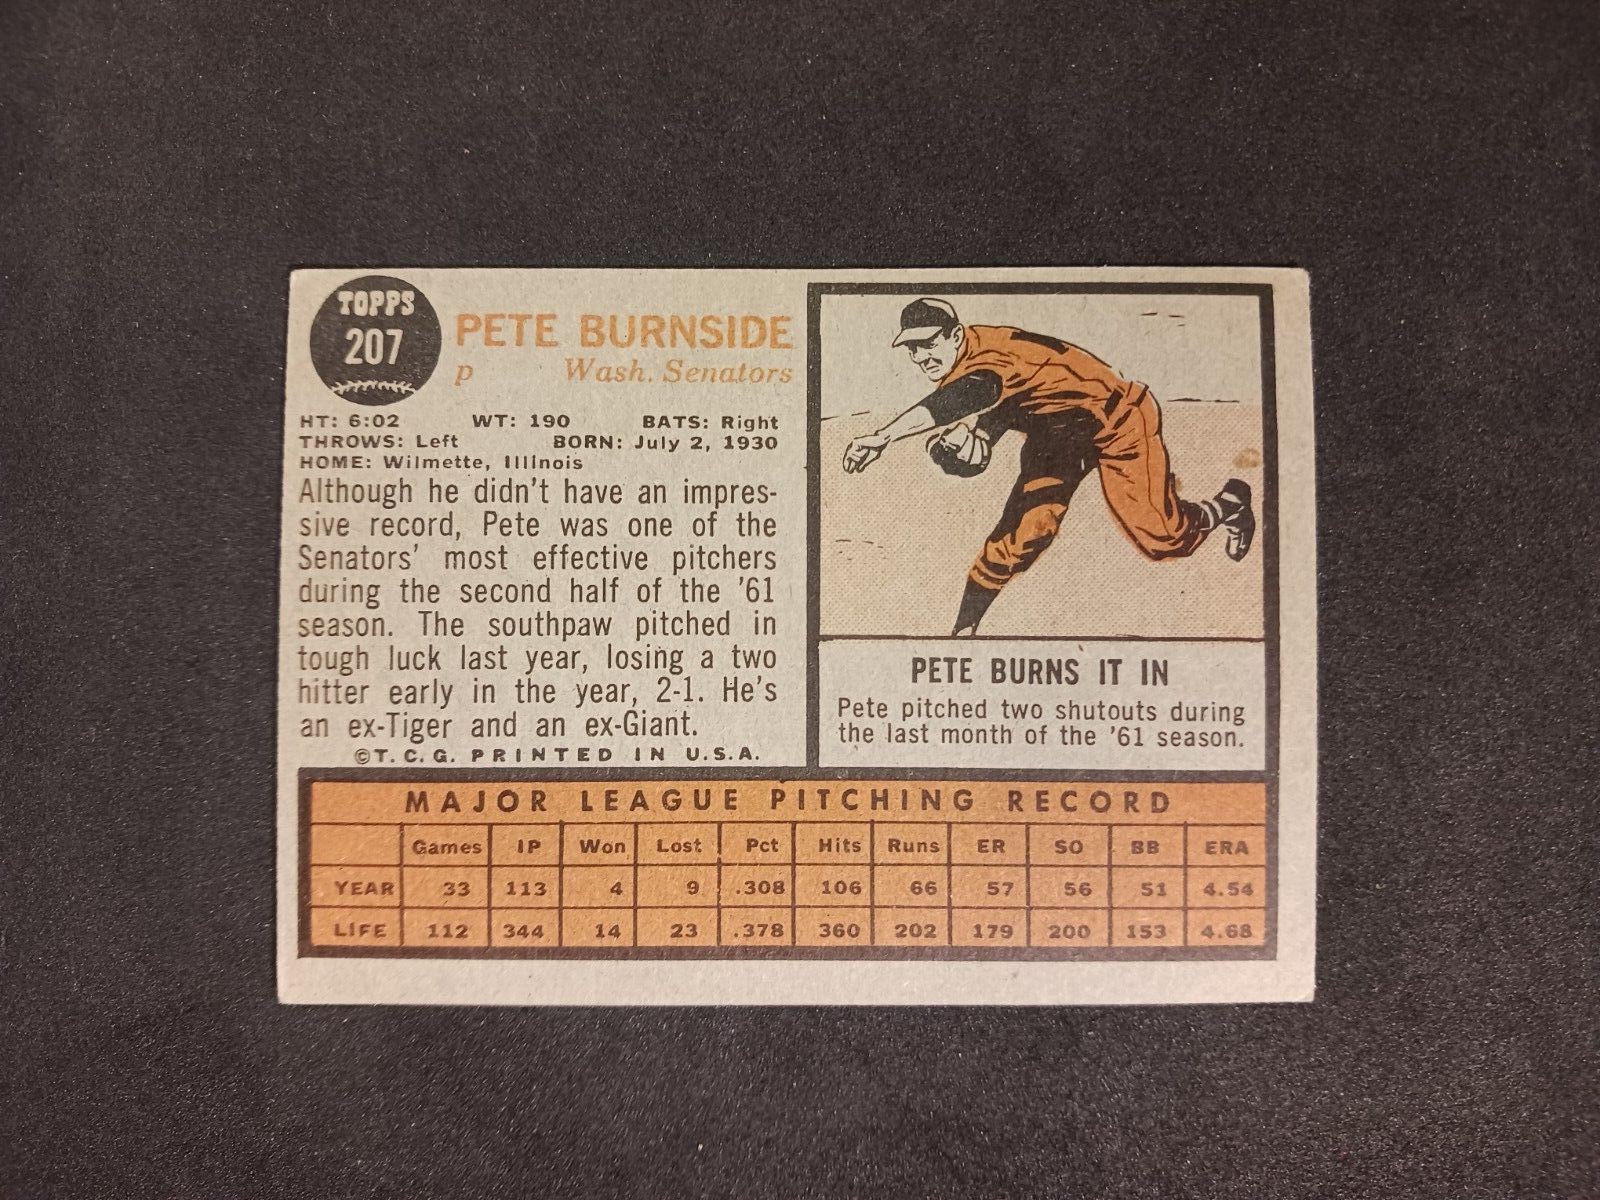 TOPPS
207
PETE BURNSIDE
p Wash. Senators
HT: 6:02 WT: 190 BATS: Right
THROWS: Left BORN: July 2, 1930
HOME: Wilmette, Illinois
Although he didn't have an impres-
sive record, Pete was one of the
Senators' most effective pitchers
during the second half of the '61
season. The southpaw pitched in
tough luck last year, losing a two
hitter early in the year, 2-1. He's
an ex-Tiger and an ex-Giant.
©T. C. G. PRINTED IN U.S.A.
PETE BURNS IT IN
Pete pitched two shutouts during
the last month of the '61 season.
MAJOR LEAGUE PITCHING RECORD
Games IP Won Lost Pct Hits Runs ER SO BB ERA
YEAR 33 113 4 9 .308 106 66 57 56 51 4.54
LIFE 112 344 14 23 .378 360 202 179 200 153 4.68